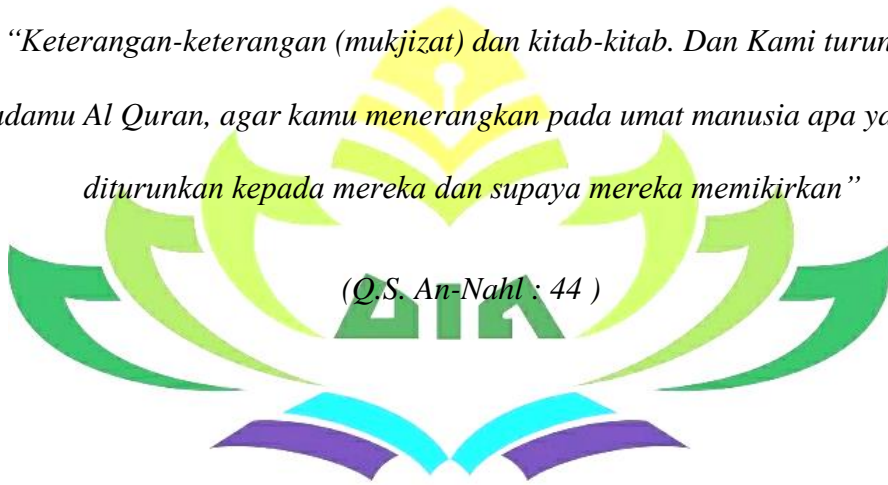 “Keterangan-keterangan (mukjizat) dan kitab-kitab. Dan Kami turun
adamu Al Quran, agar kamu menerangkan pada umat manusia apa ya
diturunkan kepada mereka dan supaya mereka memikirkan”
(Q.S. An-Nahl : 44 )